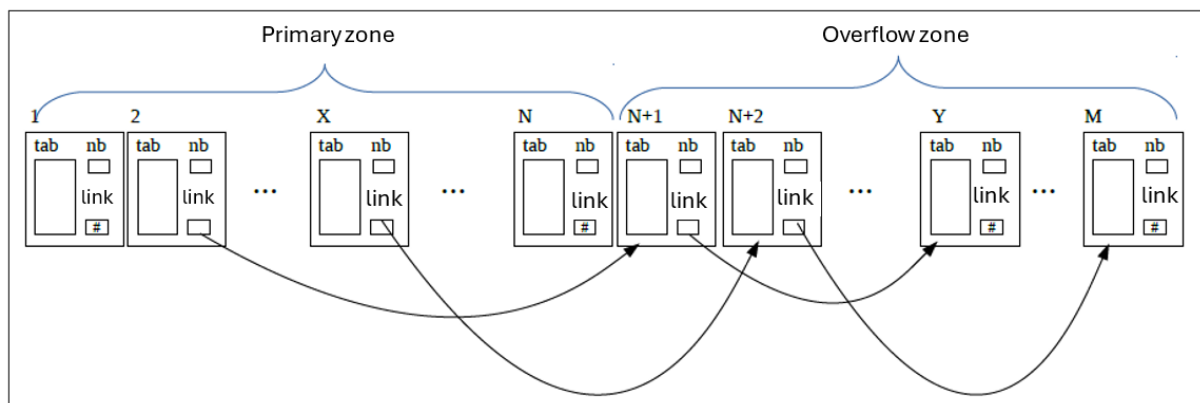 Primary zone Overflow zone
1 2 X N N+1 N+2 Y M
tab nb tab nb tab nb tab nb tab nb tab nb tab nb tab nb
... ... ... ...
link link link link link link link link
# # # #